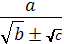 a
√b ± √c